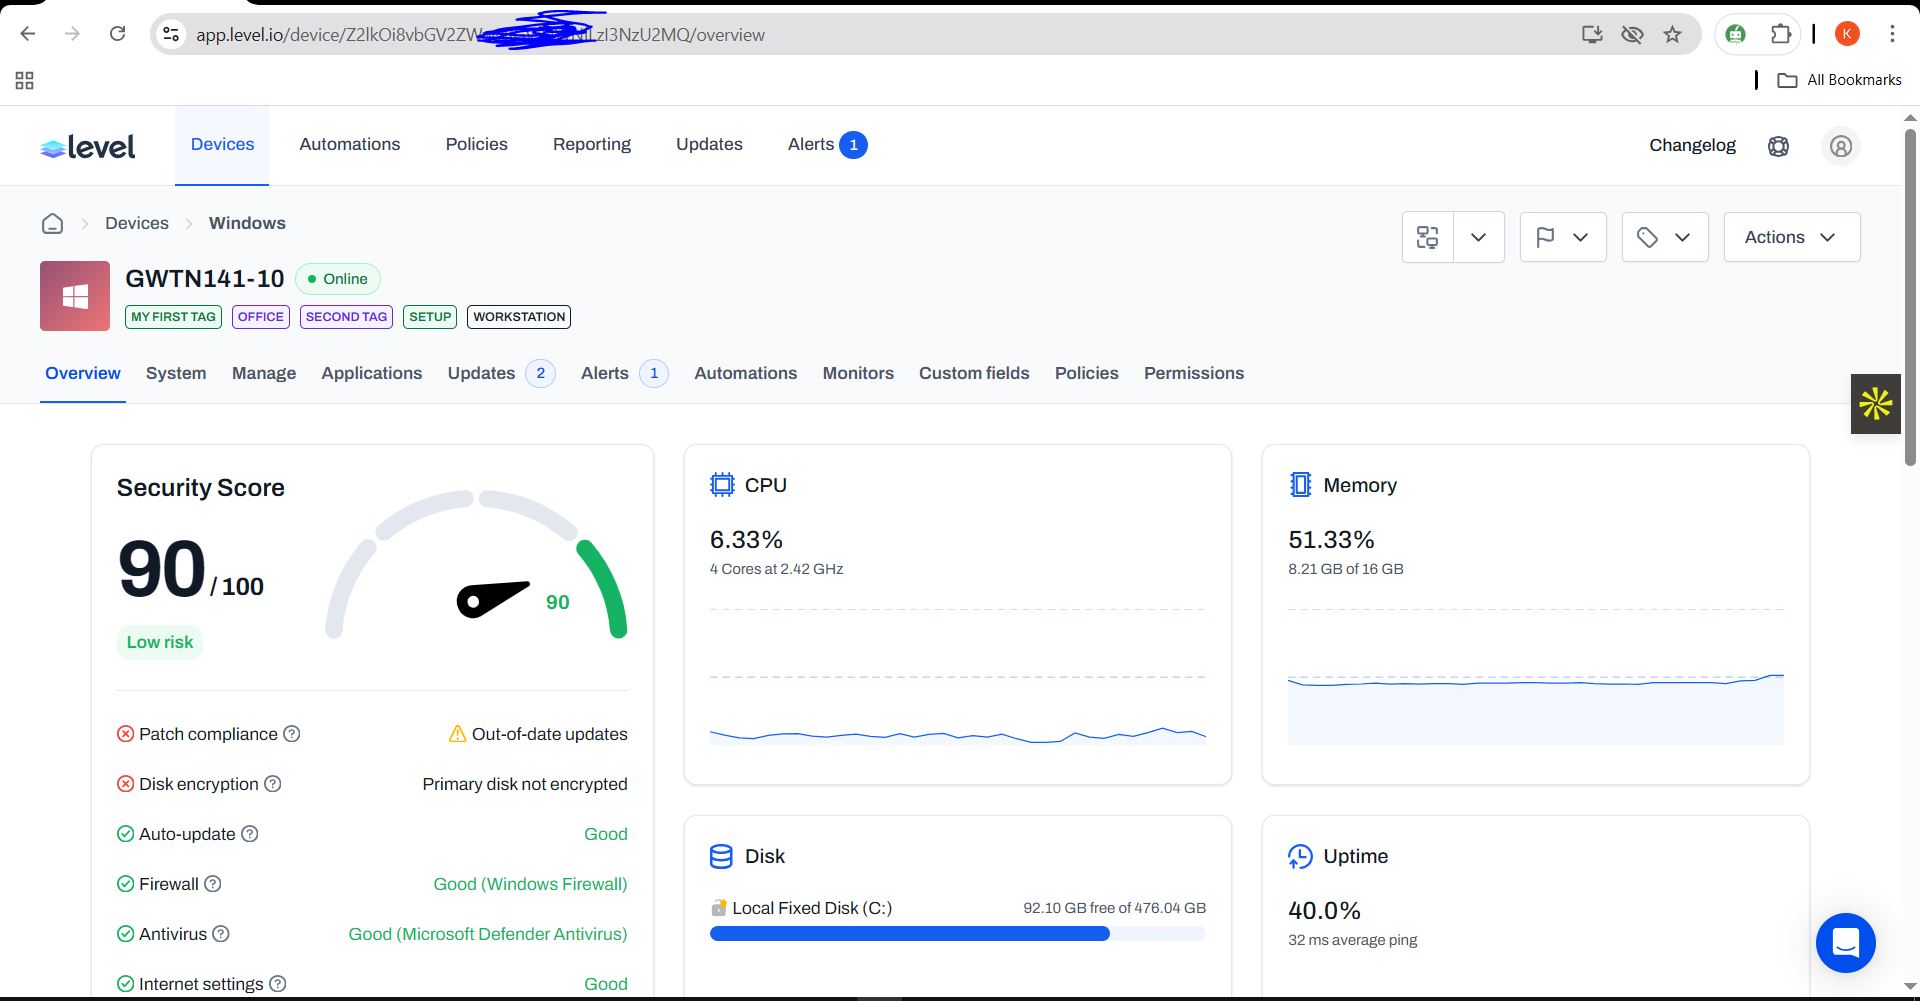 app.level.io/device/Z2lkOi8vbGV2ZW LzI3NzU2MQ/overview
K
All Bookmarks
level
Devices
Automations
Policies
Reporting
Updates
Alerts 1
Changelog
Devices
Windows
Actions
GWTN141-10
Online
MY FIRST TAG
OFFICE
SECOND TAG
SETUP
WORKSTATION
Overview
System
Manage
Applications
Updates 2
Alerts 1
Automations
Monitors
Custom fields
Policies
Permissions
Security Score
90 / 100
Low risk
90
Patch compliance ?
Out-of-date updates
Disk encryption ?
Primary disk not encrypted
Auto-update ?
Good
Firewall ?
Good (Windows Firewall)
Antivirus ?
Good (Microsoft Defender Antivirus)
Internet settings ?
Good
CPU
6.33%
4 Cores at 2.42 GHz
Memory
51.33%
8.21 GB of 16 GB
Disk
Local Fixed Disk (C:)
92.10 GB free of 476.04 GB
Uptime
40.0%
32 ms average ping